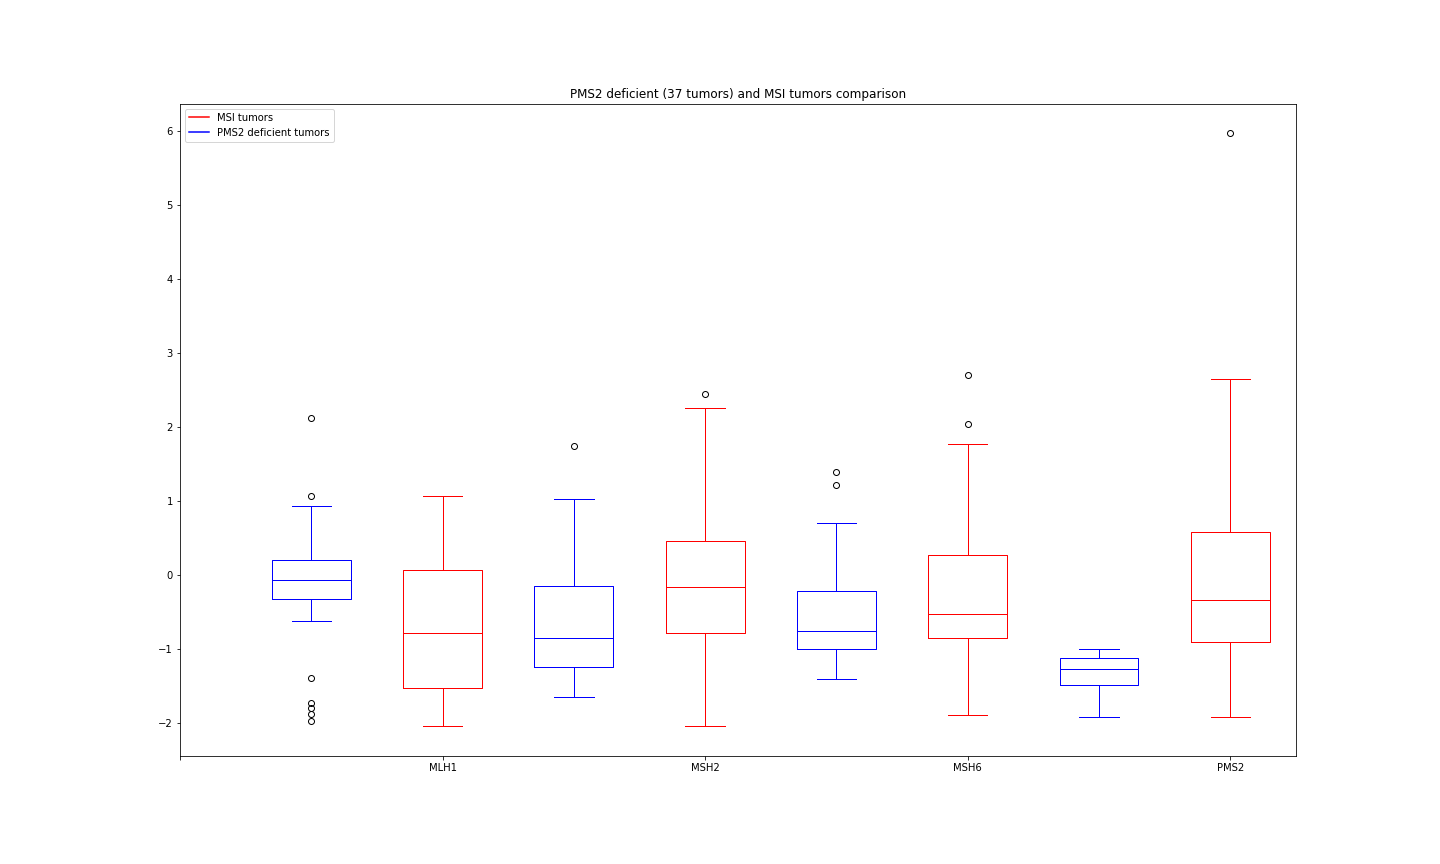 PMS2 deficient (37 tumors) and MSI tumors comparison
MSI tumors
PMS2 deficient tumors
6
5
4
3
2
1
0
−1
−2
MLH1 MSH2 MSH6 PMS2